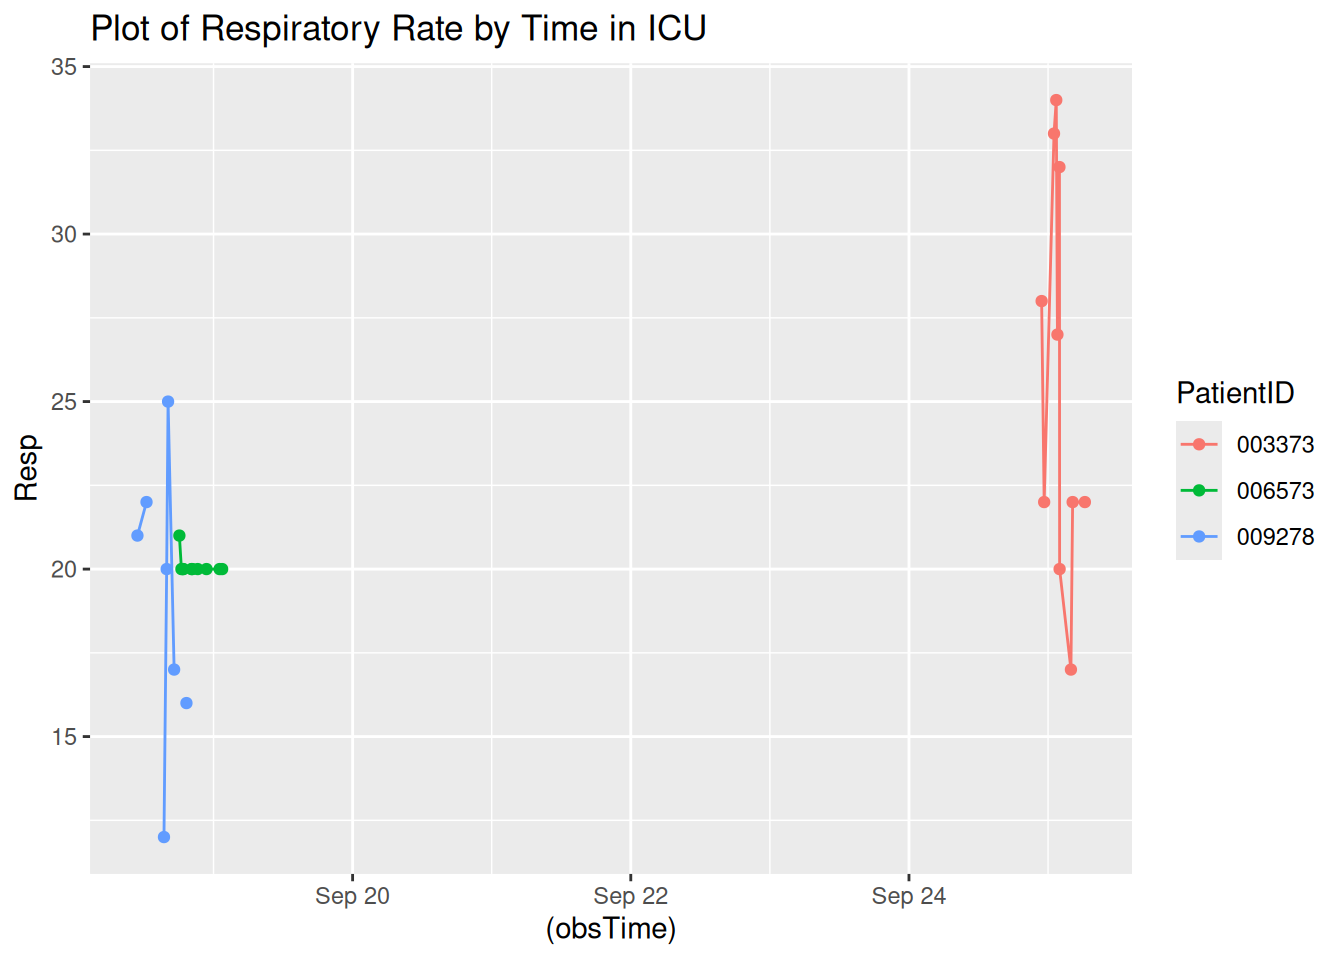 Plot of Respiratory Rate by Time in ICU
35
30
25
20
15
Resp
Sep 20
Sep 22
Sep 24
(obsTime)
PatientID
003373
006573
009278